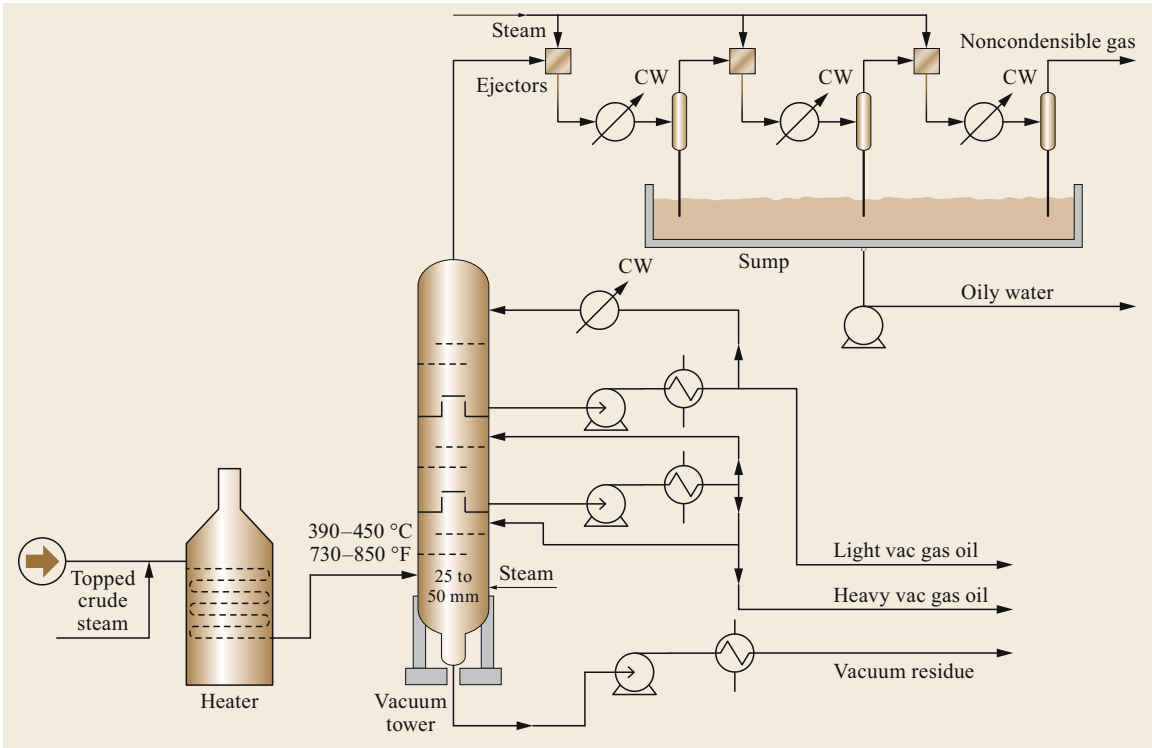 Steam
Ejectors
CW
CW
CW
Noncondensible gas
Sump
Oily water
CW
390–450 °C
730–850 °F
25 to
50 mm
Steam
Topped
crude
steam
Heater
Vacuum
tower
Light vac gas oil
Heavy vac gas oil
Vacuum residue